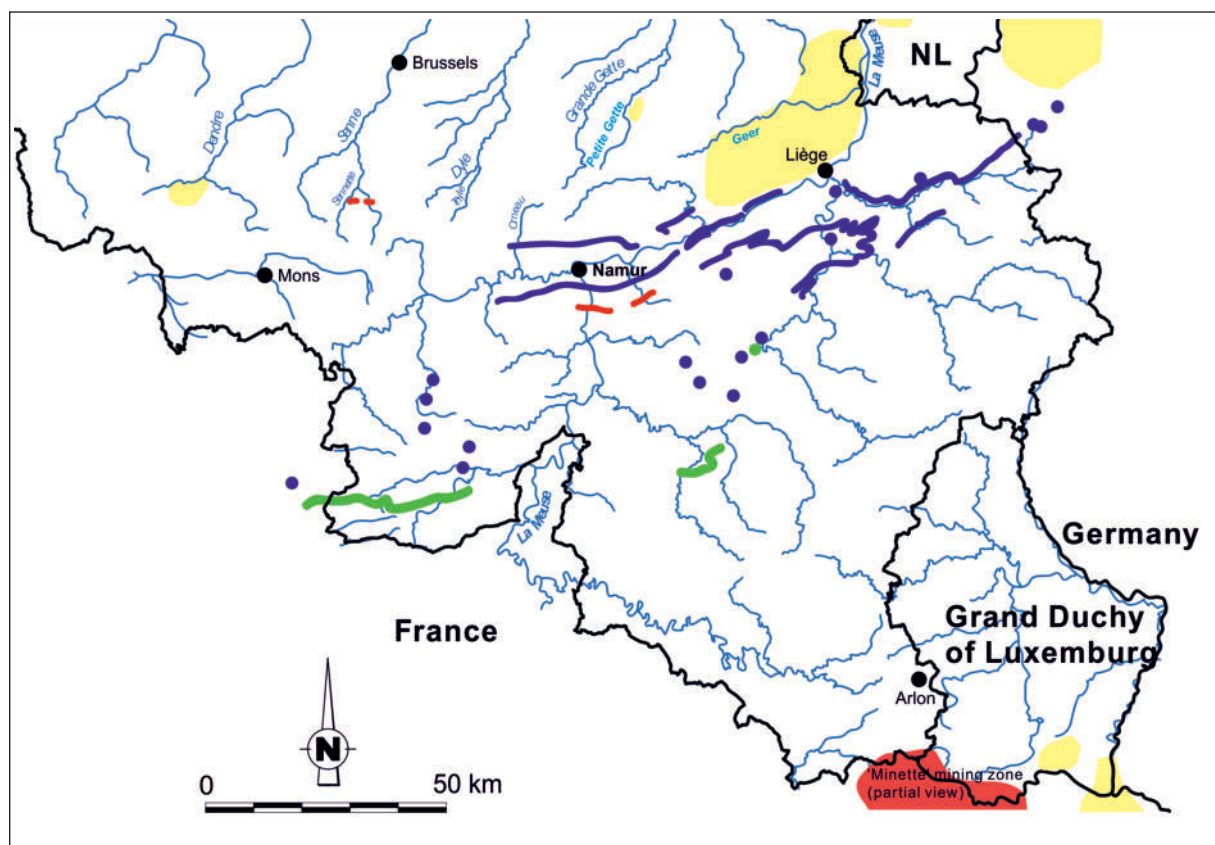 Brussels
NL
La Meuse
Dendre
Senne
Grande Gette
Petite Gette
Geer
Liège
Sennette
Dyle
Thyle
Orneau
Mons
Namur
La Meuse
Germany
France
Grand Duchy
of Luxemburg
Arlon
N
0 50 km
'Minette' mining zone
(partial view)